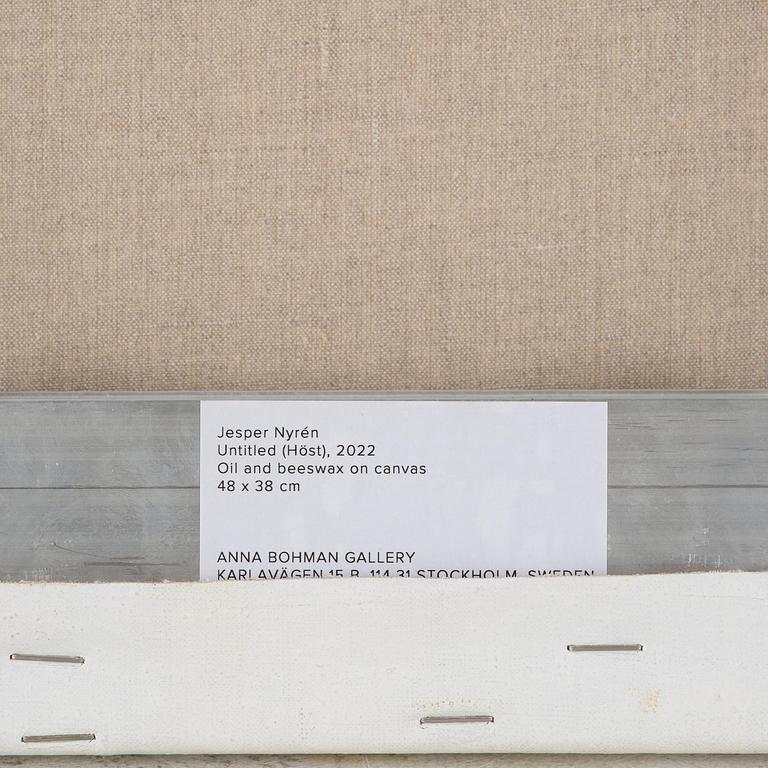 Jesper Nyrén
Untitled (Höst), 2022
Oil and beeswax on canvas
48 x 38 cm
ANNA BOHMAN GALLERY
KARLAVÄGEN 15 B, 114 31 STOCKHOLM, SWEDEN